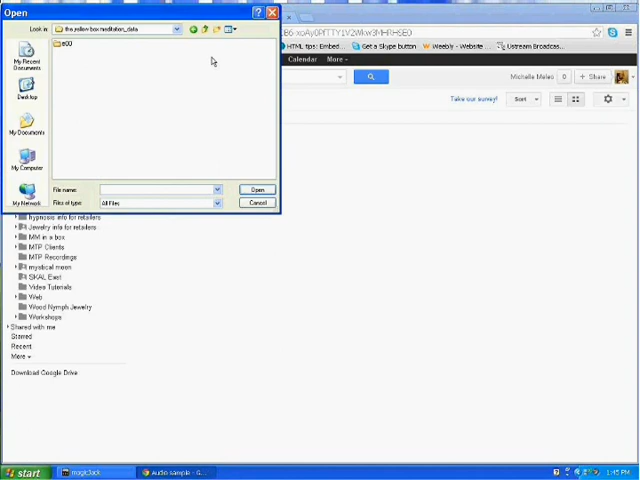 Open
Look in:
the yellow box meditation_data
e00
My Recent
Documents
Desktop
My Documents
My Computer
My Network
File name:
Open
Files of type:
All Files
Cancel
B6-xoAy0PfTTY1V2Wkw3MHRHSE0
HTML tips: Embed...
Get a Skype button
Weebly - Website ...
Ustream Broadcas...
Calendar
More
Michelle Meleo
0
+ Share
Take our survey!
Sort
hypnosis info for retailers
Jewelry info for retailers
MM in a box
MTP Clients
MTP Recordings
mystical moon
SKAL East
Video Tutorials
Web
Wood Nymph Jewelry
Workshops
Shared with me
Starred
Recent
More
Download Google Drive
start
magicJack
Audio sample - G...
1:45 PM